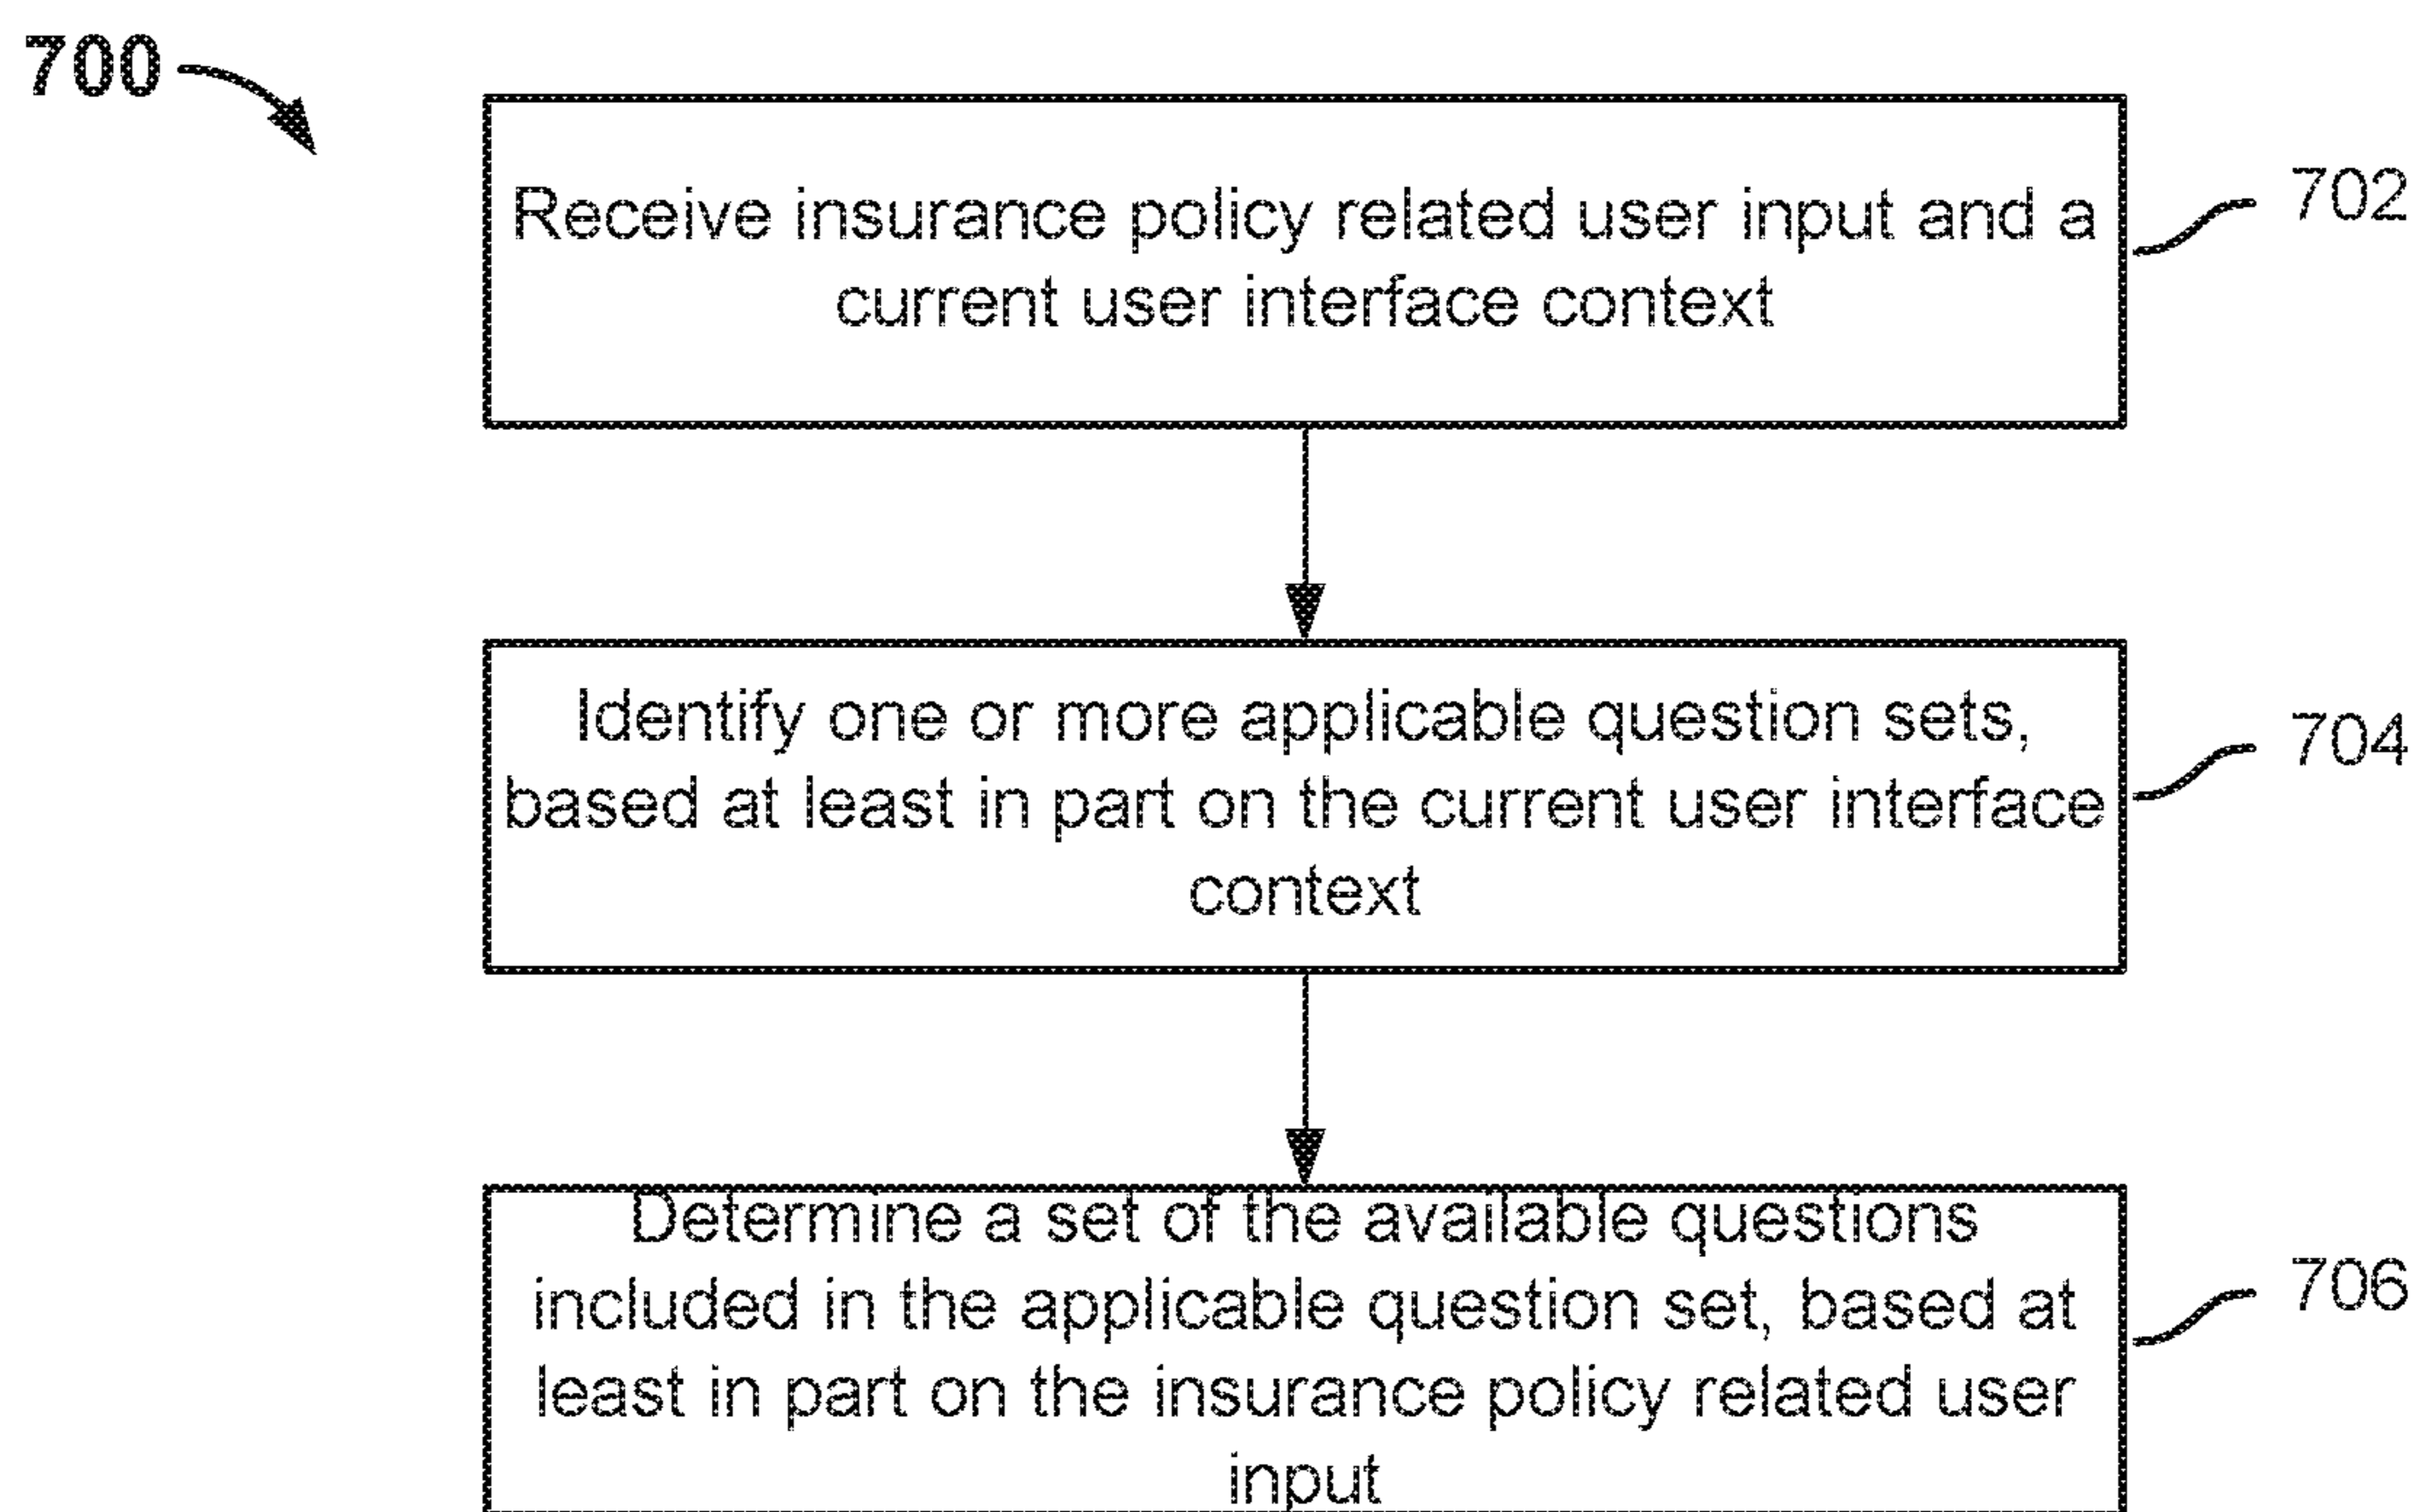 700
Receive insurance policy related user input and a
current user interface context
702
Identify one or more applicable question sets,
based at least in part on the current user interface
context
704
Determine a set of the available questions
included in the applicable question set, based at
least in part on the insurance policy related user
input
706